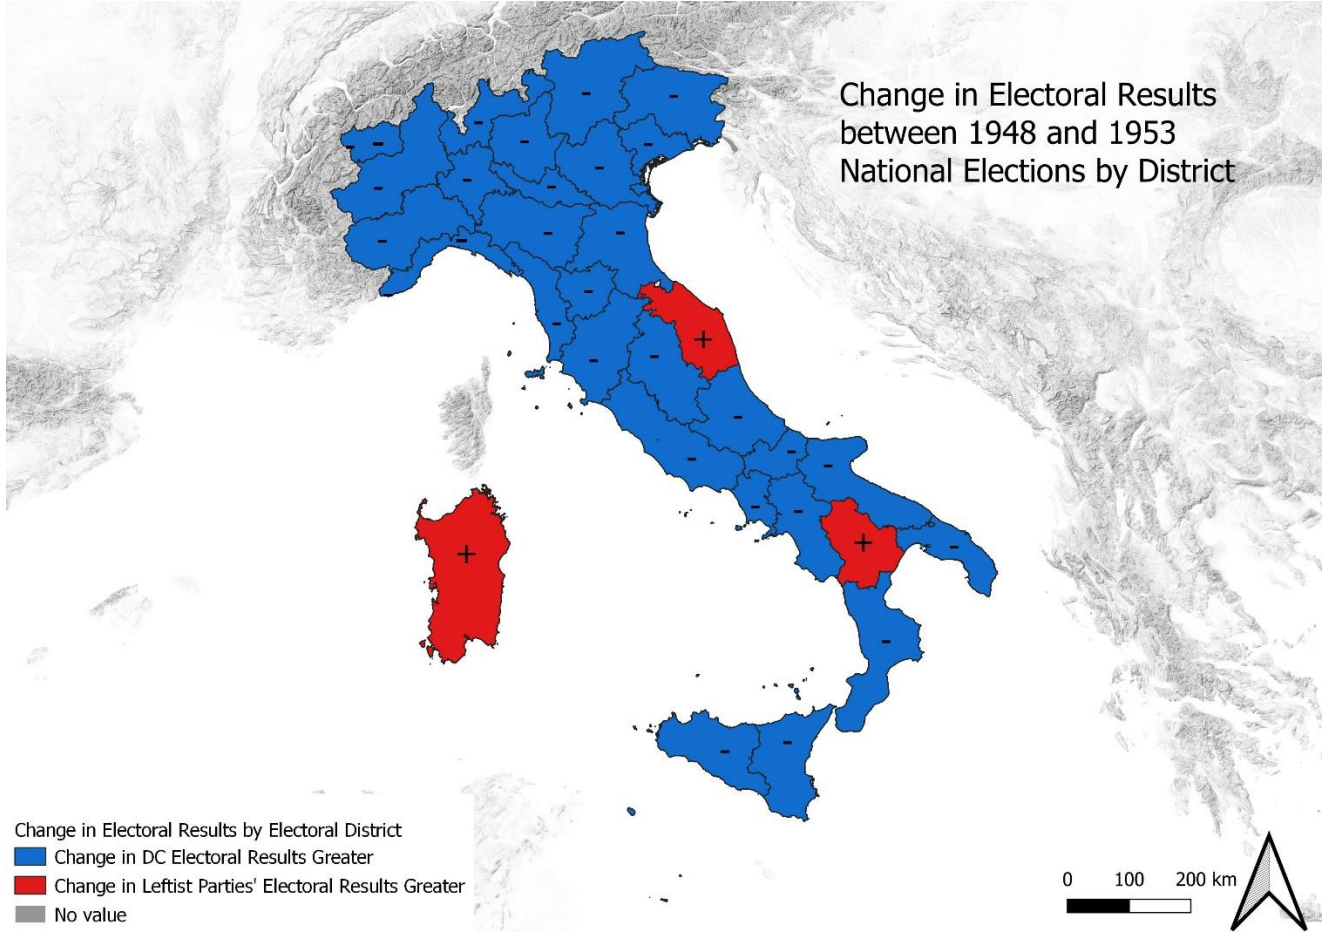 Change in Electoral Results
between 1948 and 1953
National Elections by District
Change in Electoral Results by Electoral District
Change in DC Electoral Results Greater
Change in Leftist Parties' Electoral Results Greater
No value
0 100 200 km